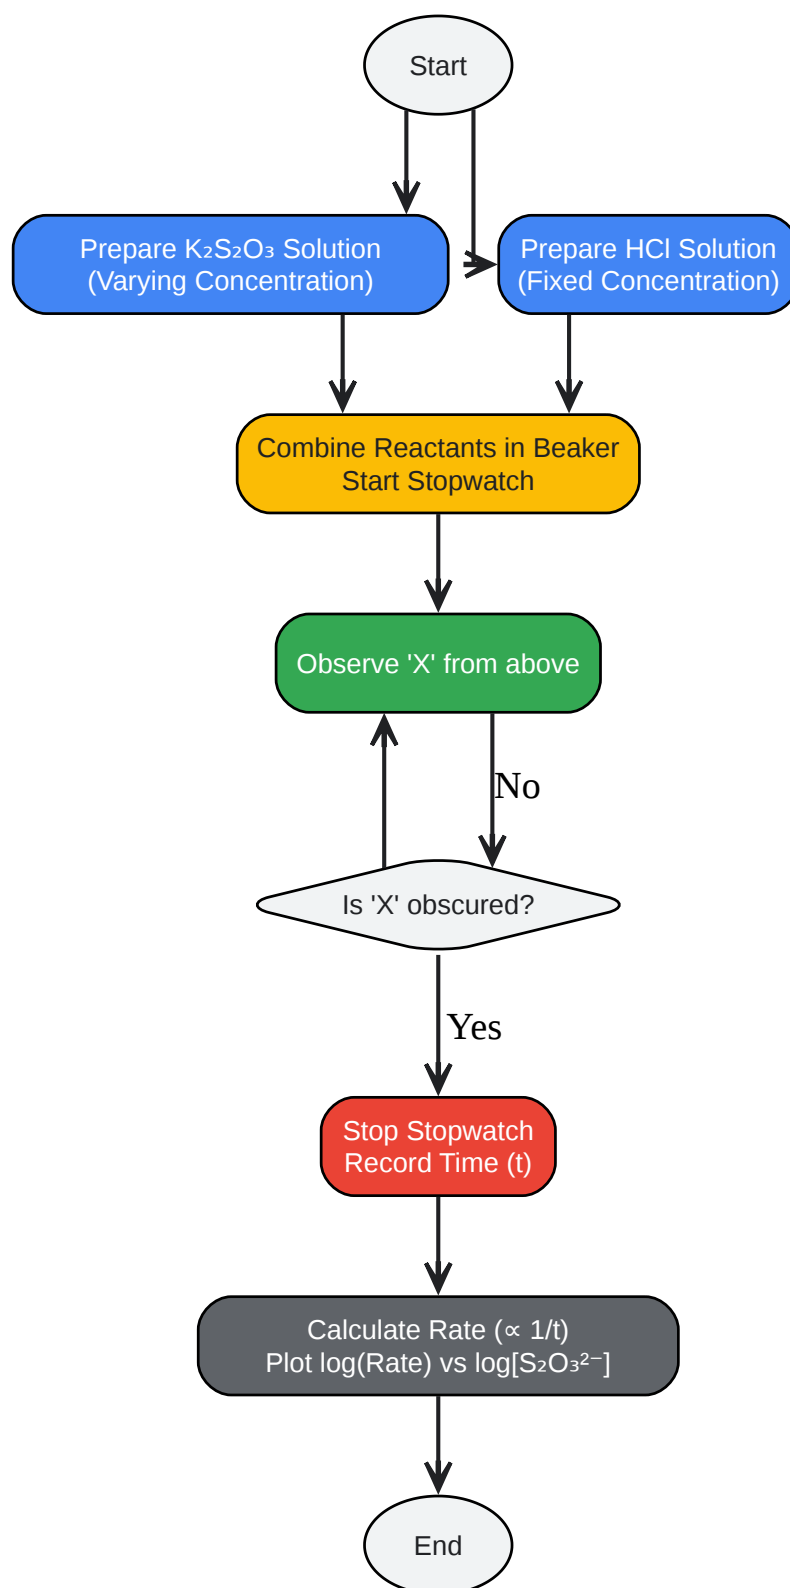 Start
Prepare K₂S₂O₃ Solution
(Varying Concentration)
Prepare HCl Solution
(Fixed Concentration)
Combine Reactants in Beaker
Start Stopwatch
Observe 'X' from above
No
Is 'X' obscured?
Yes
Stop Stopwatch
Record Time (t)
Calculate Rate (∝ 1/t)
Plot log(Rate) vs log[S₂O₃²⁻]
End